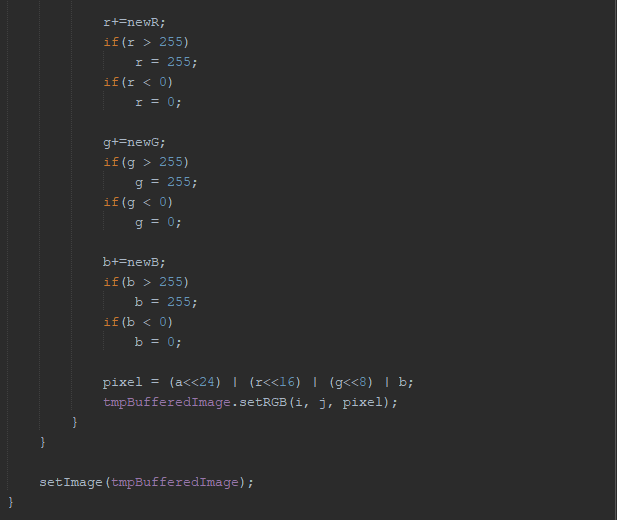 r+=newR;
if(r > 255)
r = 255;
if(r < 0)
r = 0;
g+=newG;
if(g > 255)
g = 255;
if(g < 0)
g = 0;
b+=newB;
if(b > 255)
b = 255;
if(b < 0)
b = 0;
pixel = (a<<24) | (r<<16) | (g<<8) | b;
tmpBufferedImage.setRGB(i, j, pixel);
}
}
setImage(tmpBufferedImage);
}